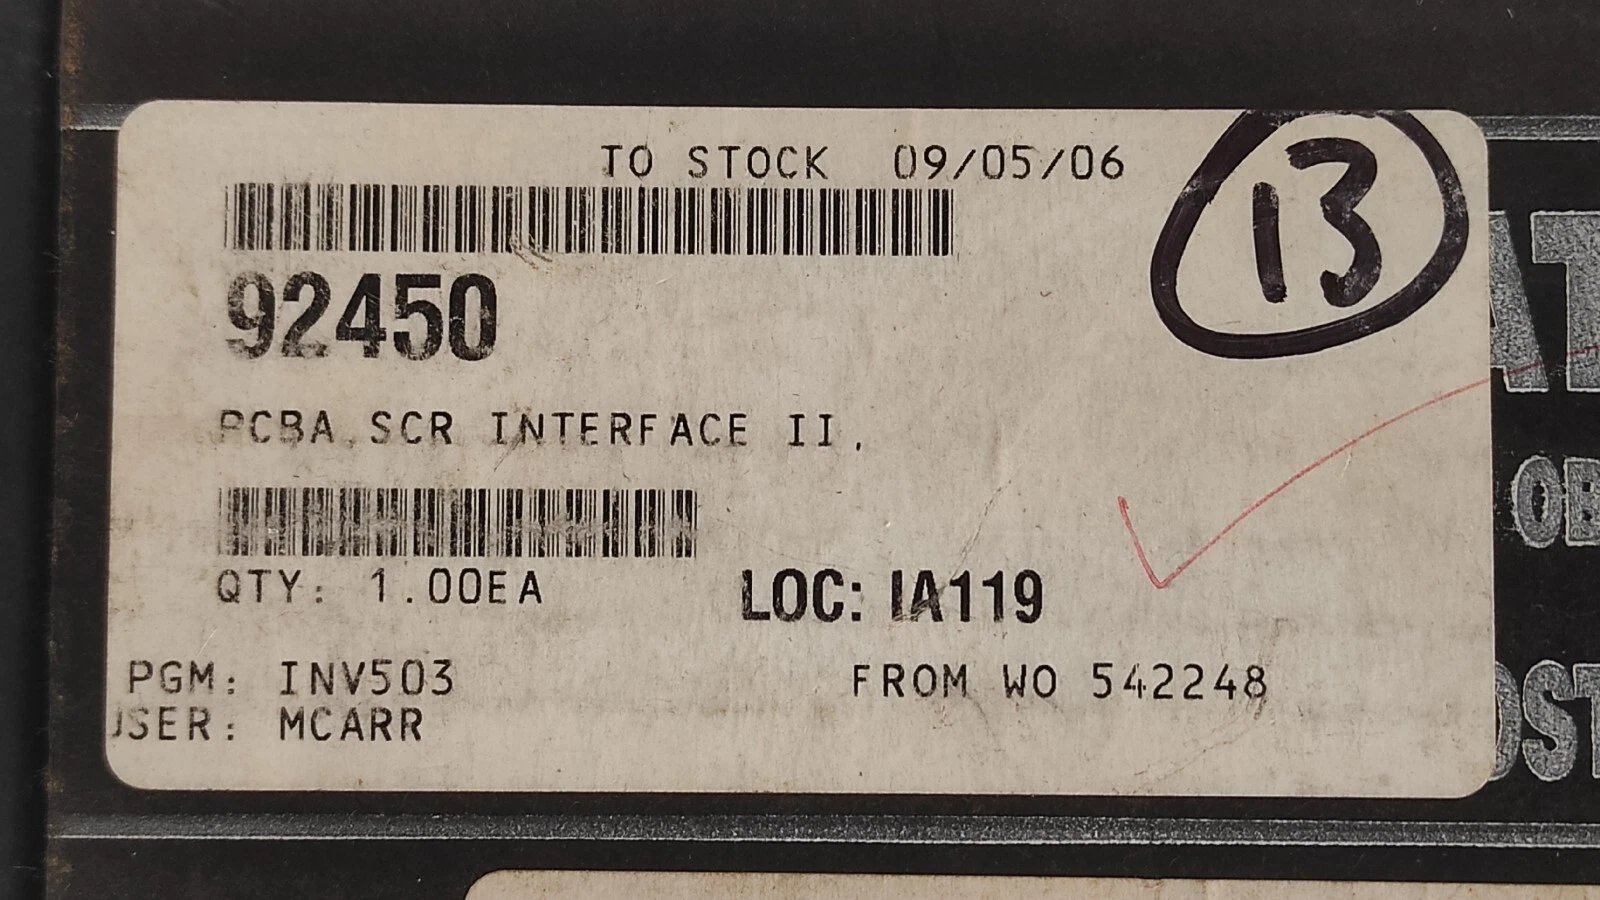 TO STOCK 09/05/06
13
92450
PCBA,SCR INTERFACE II,
QTY: 1.00EA
LOC: IA119
PGM: INV503
FROM WO 542248
USER: MCARR